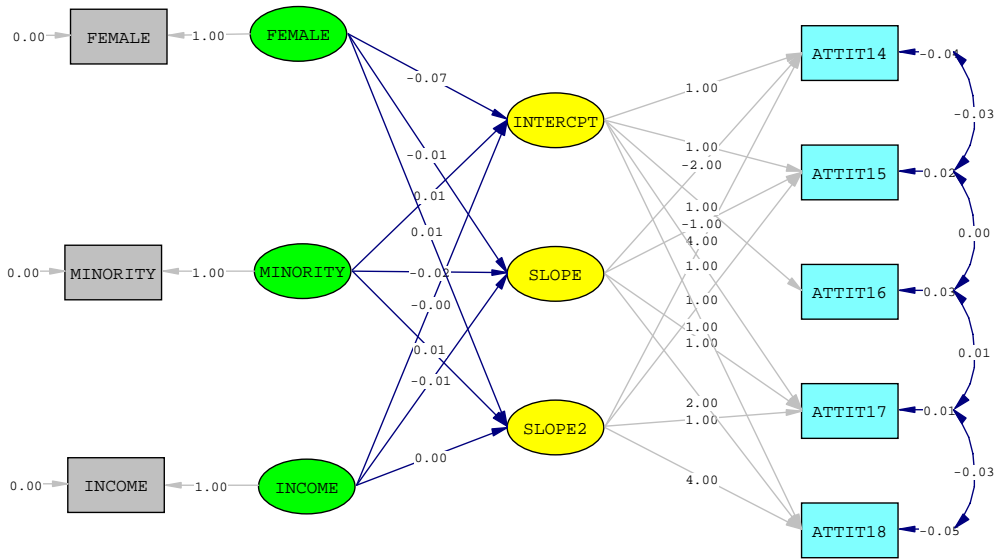 0.00
FEMALE
1.00
FEMALE
-0.07
INTERCPT
1.00
ATTIT14
-0.04
-0.03
-0.01
0.01
1.00
-2.00
ATTIT15
0.02
1.00
-1.00
4.00
0.00
0.01
0.00
MINORITY
1.00
MINORITY
-0.02
SLOPE
1.00
ATTIT16
0.03
-0.00
1.00
1.00
1.00
0.01
0.01
-0.01
2.00
1.00
ATTIT17
0.01
SLOPE2
0.00
-0.03
0.00
INCOME
1.00
INCOME
4.00
ATTIT18
-0.05